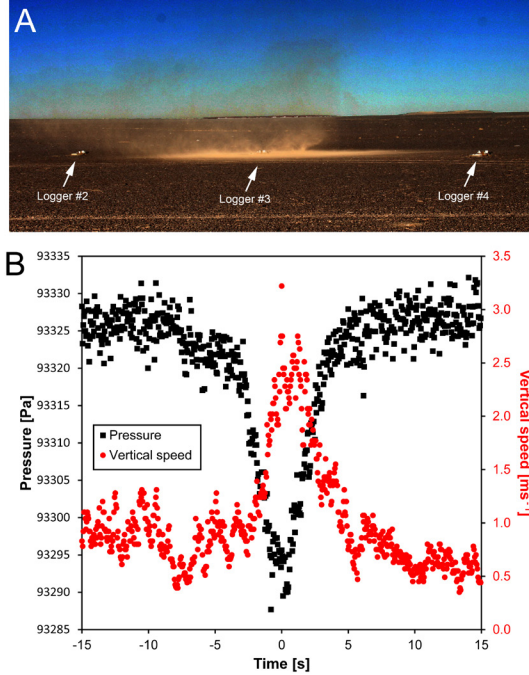 A
Logger #2
Logger #3
Logger #4
B
93335
93330
93325
93320
93315
93310
93305
93300
93295
93290
93285
Pressure [Pa]
Pressure
Vertical speed
3.5
3.0
2.5
2.0
1.5
1.0
0.5
0.0
Vertical speed [ms⁻¹]
-15
-10
-5
0
5
10
15
Time [s]